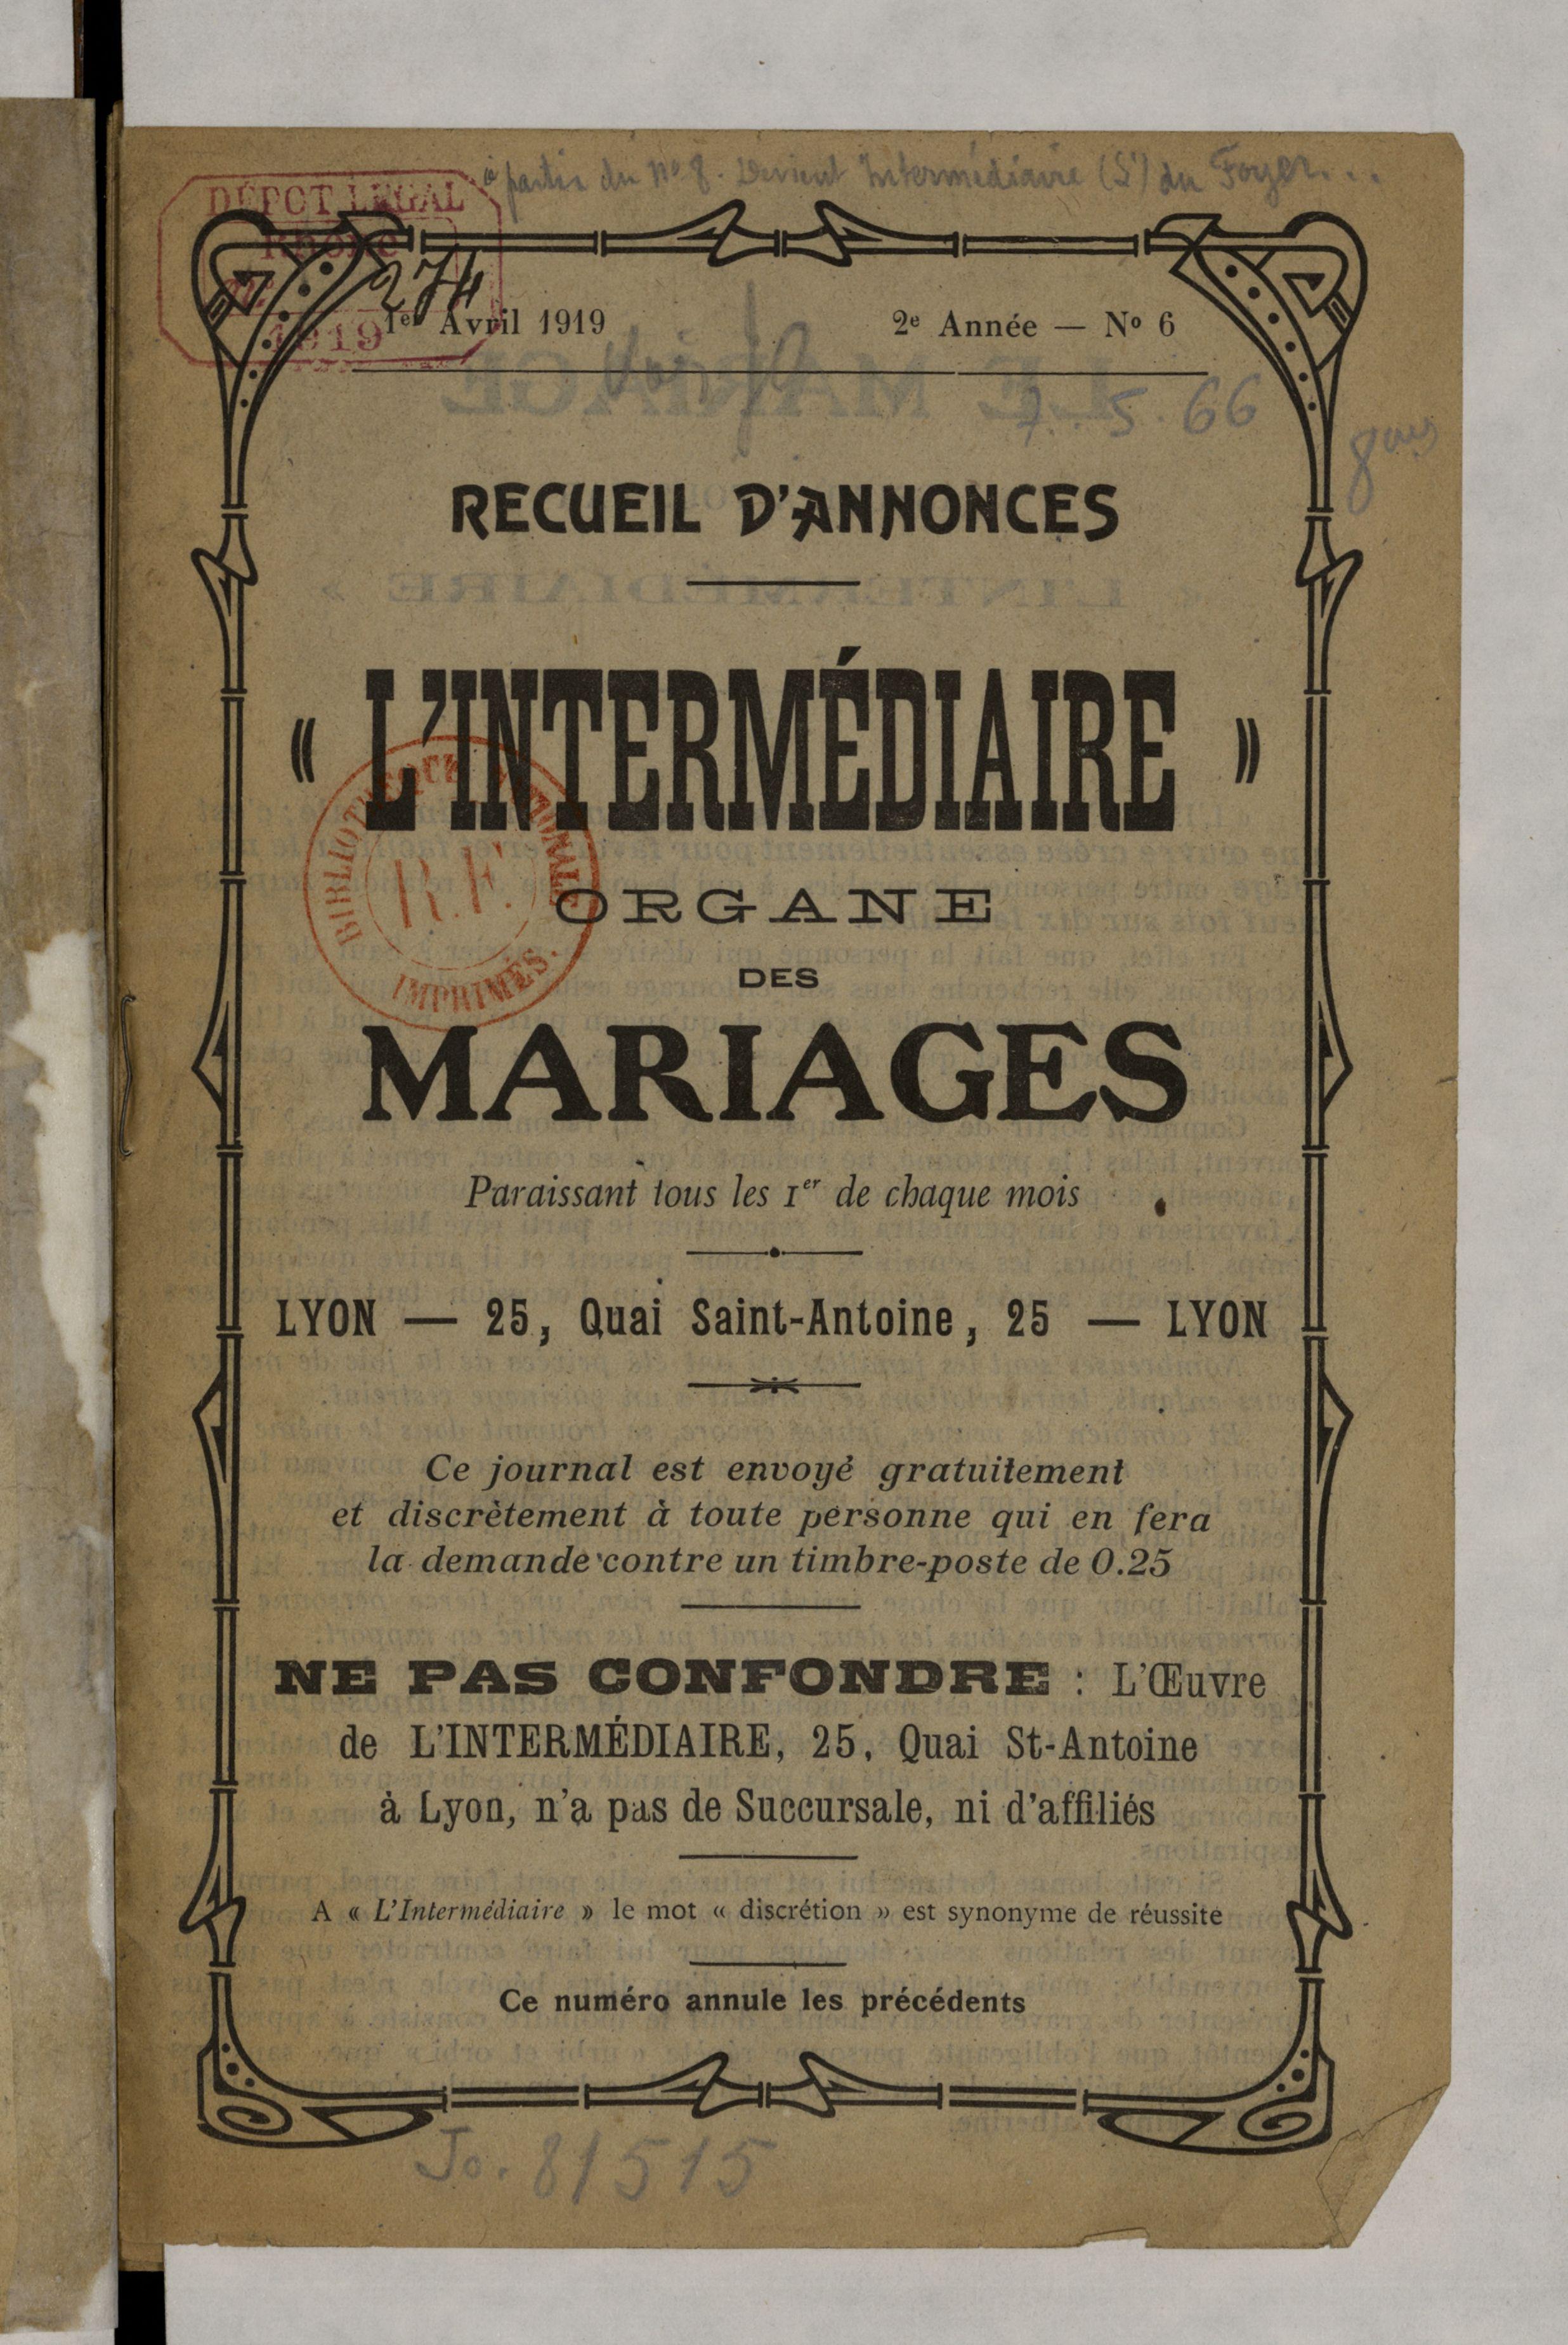 à partir du Nº 8. Devient Intermédiaire (L') du Foyer...
DÉPOT LÉGAL
RHONE
1919
274
1er Avril 1919
2e Année — Nº 6
7. 5. 66
RECUEIL D'ANNONCES
« L'INTERMÉDIAIRE »
BIBLIOTHÈQUE NATIONALE
R.F.
IMPRIMÉS.
ORGANE
DES
MARIAGES
Paraissant tous les 1er de chaque mois
LYON — 25, Quai Saint-Antoine, 25 — LYON
Ce journal est envoyé gratuitement
et discrètement à toute personne qui en fera
la demande contre un timbre-poste de 0.25
NE PAS CONFONDRE : L'Œuvre
de L'INTERMÉDIAIRE, 25, Quai St-Antoine
à Lyon, n'a pas de Succursale, ni d'affiliés
A « L'Intermédiaire » le mot « discrétion » est synonyme de réussite
Ce numéro annule les précédents
Jo. 81515